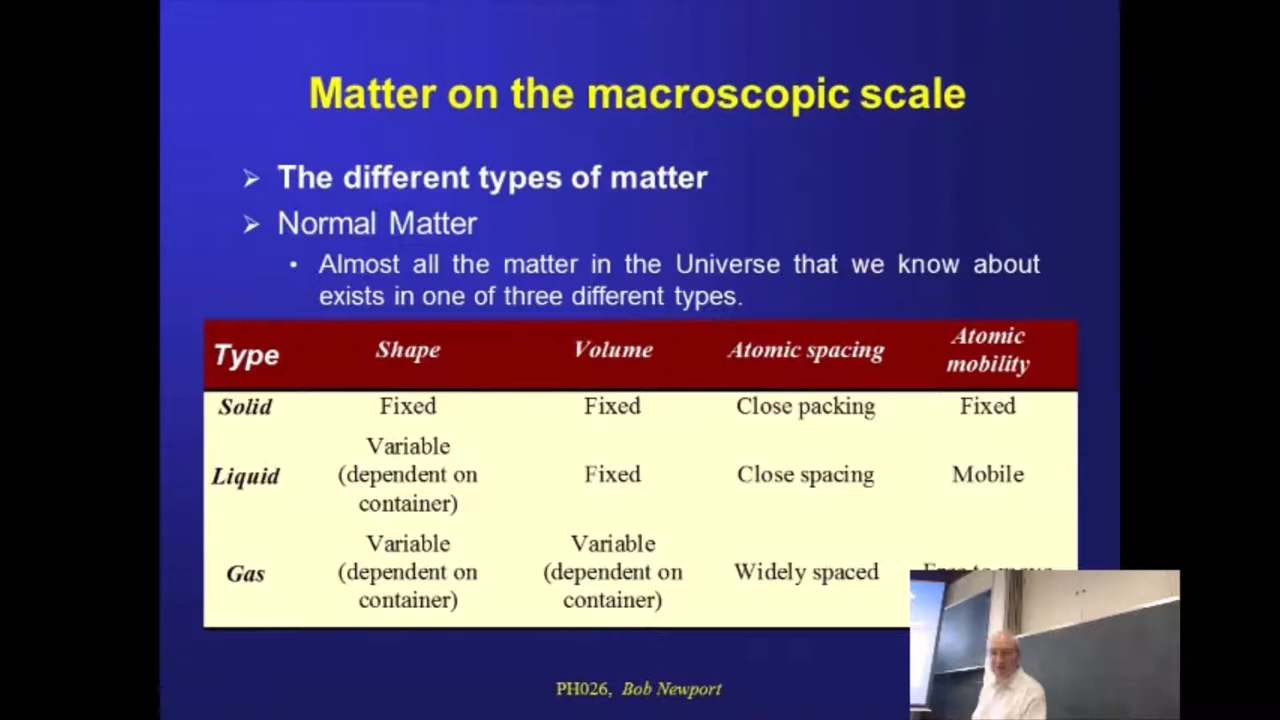 Matter on the macroscopic scale
The different types of matter
Normal Matter
Almost all the matter in the Universe that we know about
exists in one of three different types.
Type Shape Volume Atomic spacing Atomic mobility
Solid Fixed Fixed Close packing Fixed
Liquid Variable (dependent on container) Fixed Close spacing Mobile
Gas Variable (dependent on container) Variable (dependent on container) Widely spaced
PH026, Bob Newport